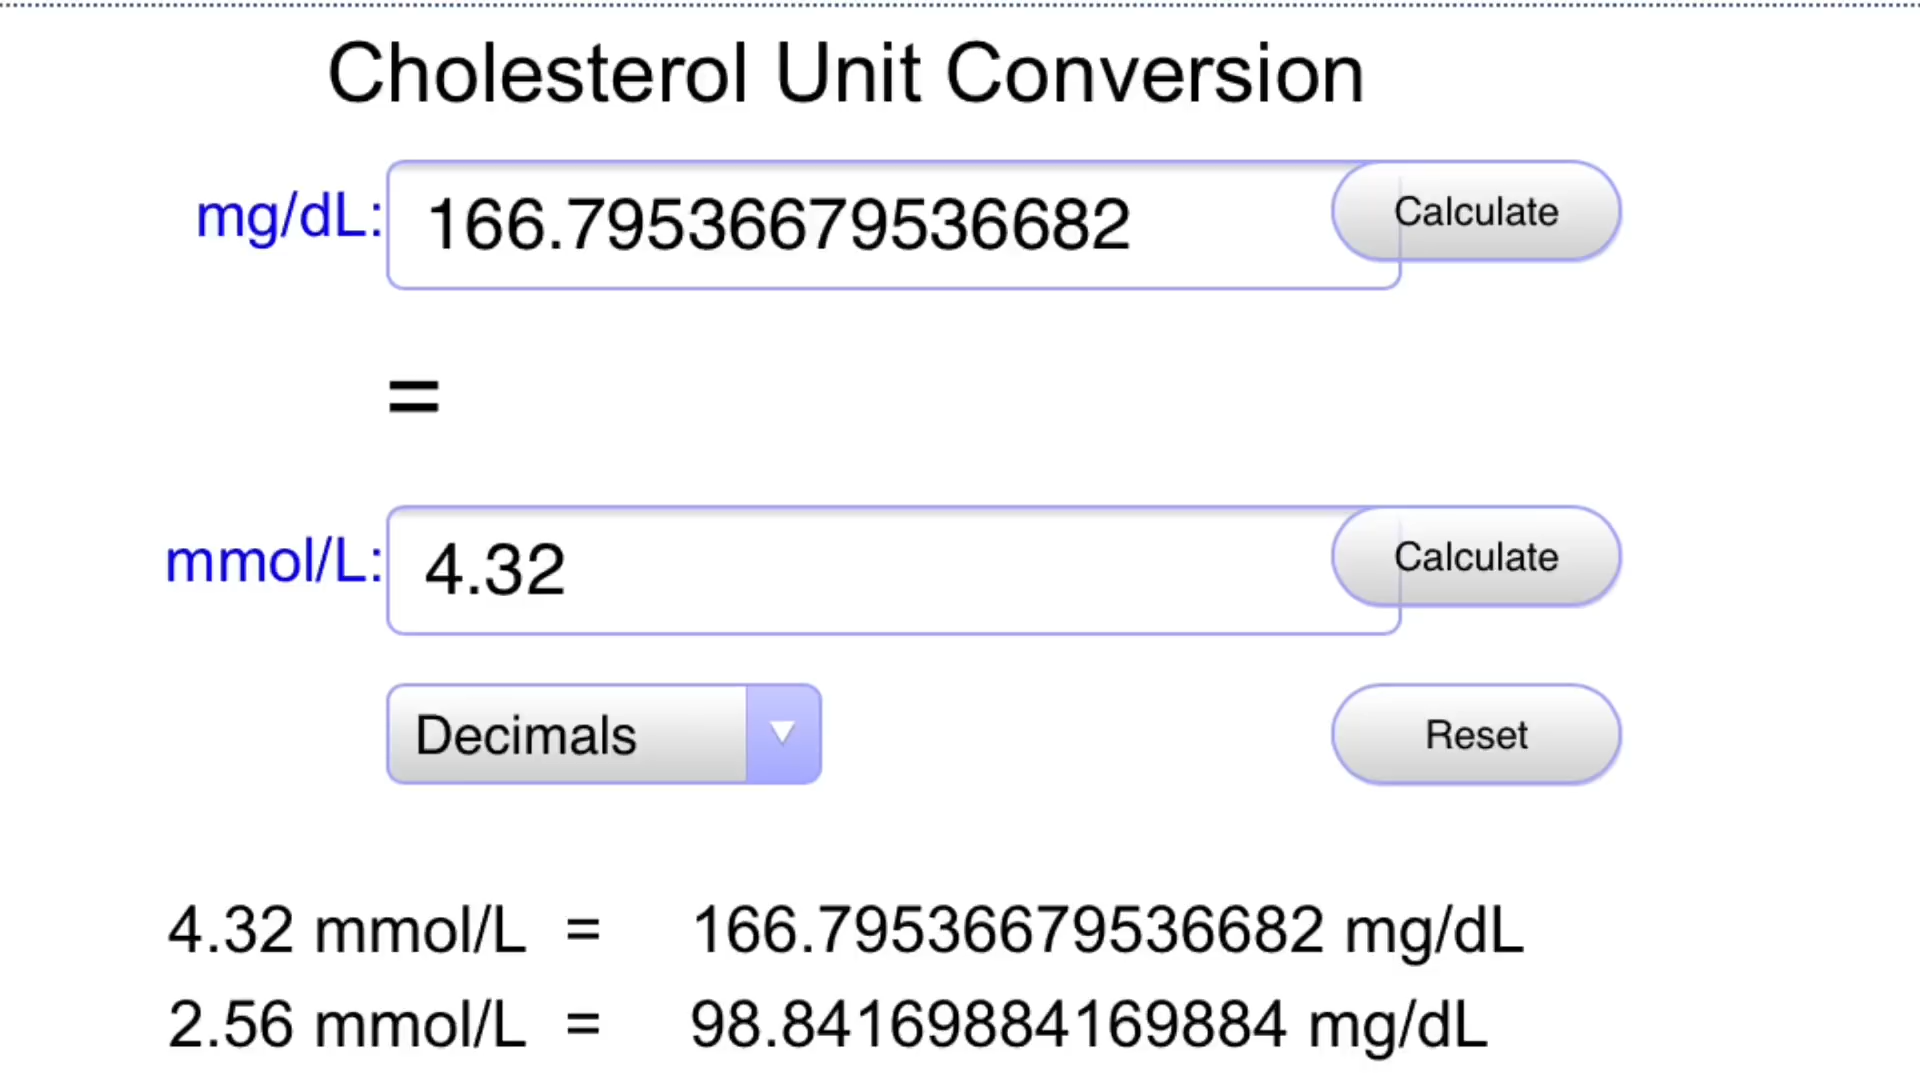 Cholesterol Unit Conversion
mg/dL: 166.79536679536682 Calculate
=
mmol/L: 4.32 Calculate
Decimals Reset
4.32 mmol/L = 166.79536679536682 mg/dL
2.56 mmol/L = 98.84169884169884 mg/dL